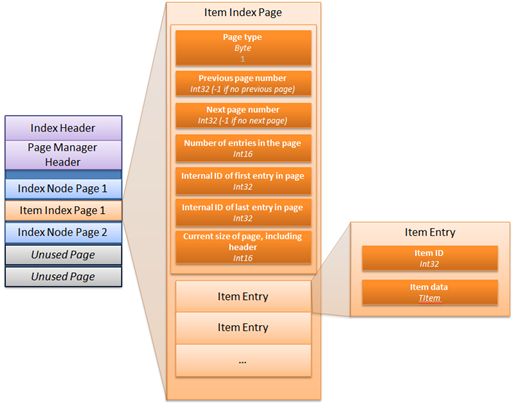 Index Header
Page Manager
Header
Index Node Page 1
Item Index Page 1
Index Node Page 2
Unused Page
Unused Page
Item Index Page
Page type
Byte
1
Previous page number
Int32 (-1 if no previous page)
Next page number
Int32 (-1 if no next page)
Number of entries in the page
Int16
Internal ID of first entry in page
Int32
Internal ID of last entry in page
Int32
Current size of page, including
header
Int16
Item Entry
Item Entry
...
Item Entry
Item ID
Int32
Item data
TItem